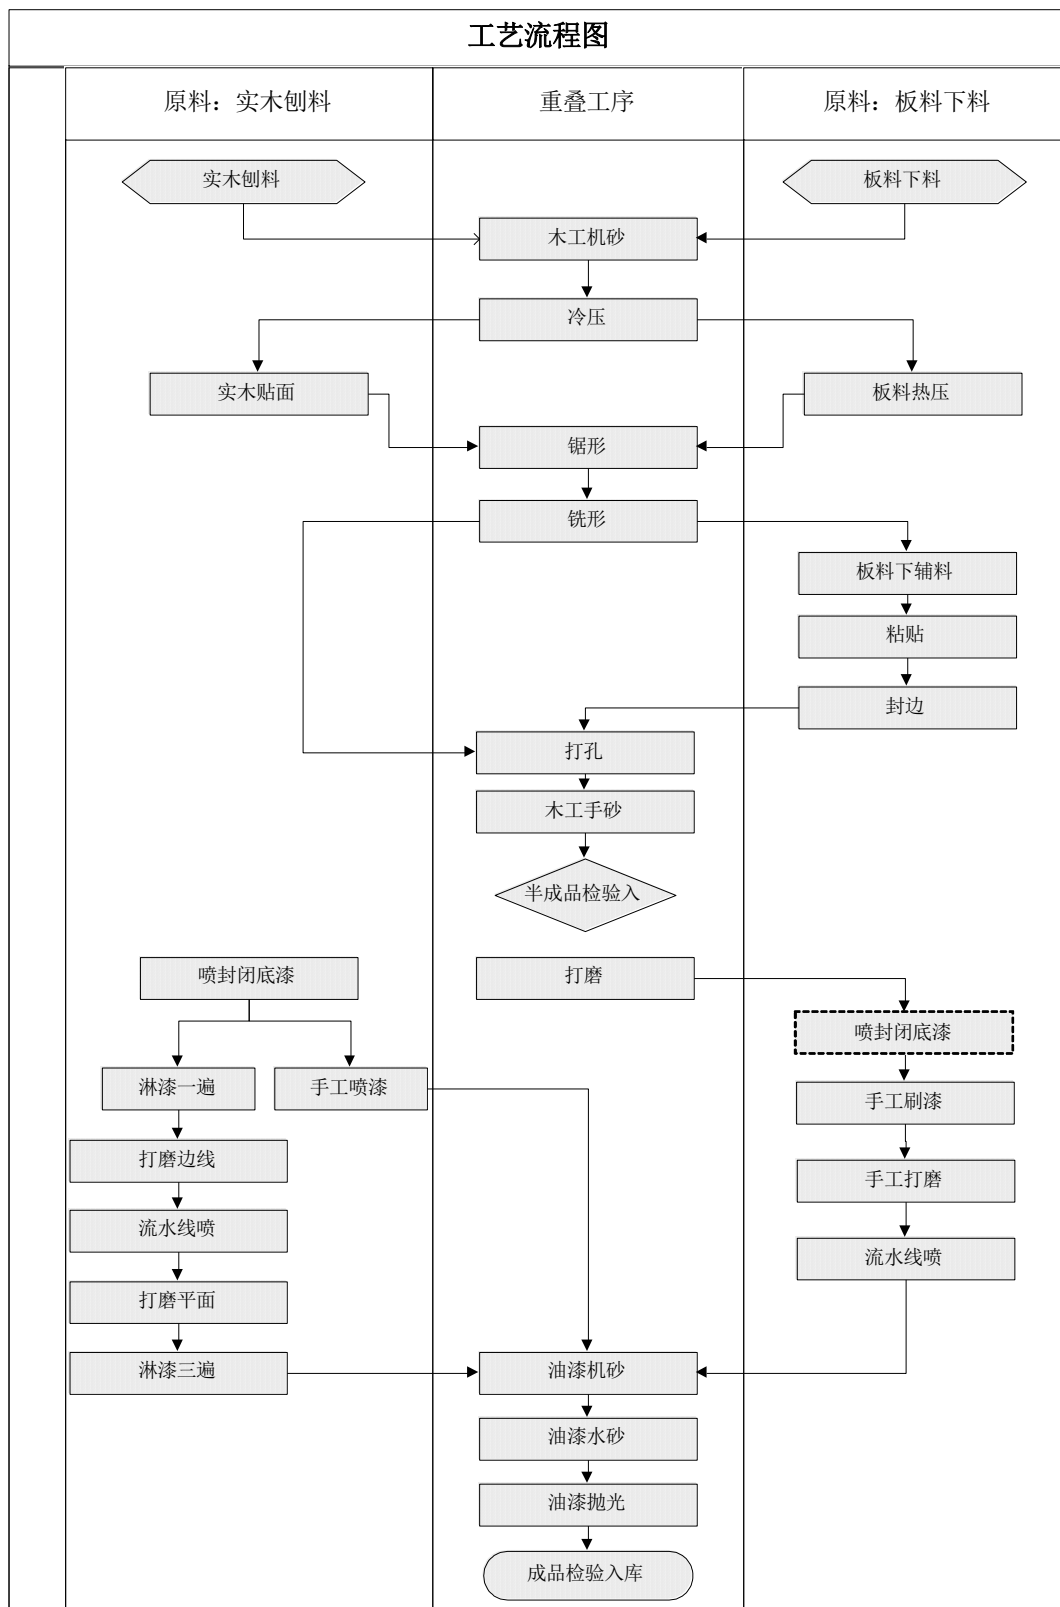 工艺流程图
原料：实木刨料
重叠工序
原料：板料下料
实木刨料
板料下料
木工机砂
冷压
实木贴面
板料热压
锯形
铣形
板料下辅料
粘贴
封边
打孔
木工手砂
半成品检验入
喷封闭底漆
打磨
喷封闭底漆
淋漆一遍
手工喷漆
手工刷漆
打磨边线
手工打磨
流水线喷
流水线喷
打磨平面
淋漆三遍
油漆机砂
油漆水砂
油漆抛光
成品检验入库